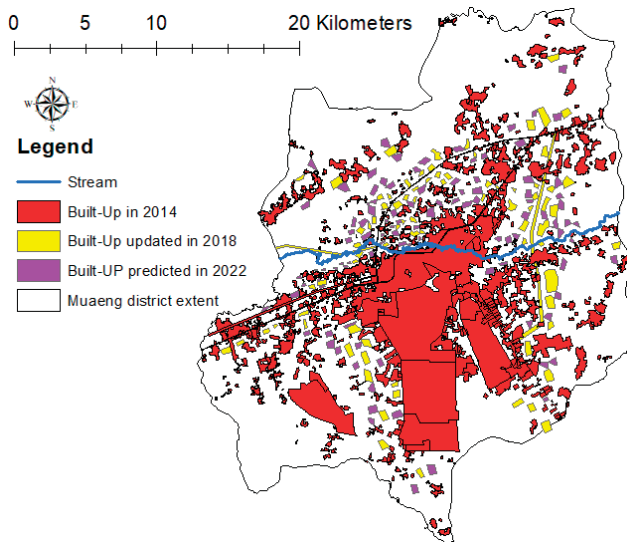 0 5 10 20 Kilometers
N
W E
S
Legend
Stream
Built-Up in 2014
Built-Up updated in 2018
Built-UP predicted in 2022
Muaeng district extent